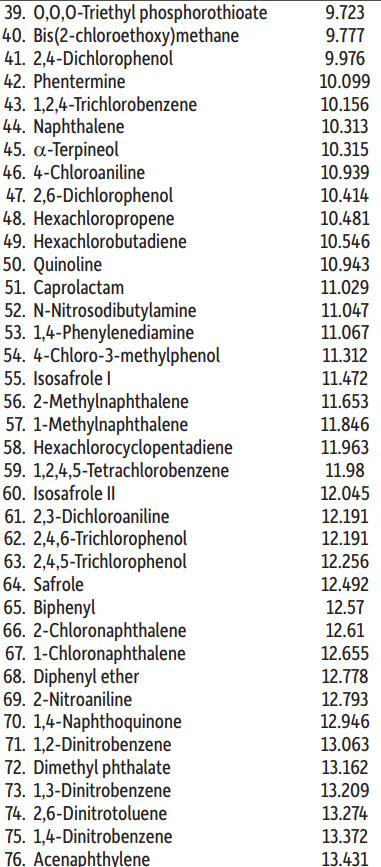 39. O,O,O-Triethyl phosphorothioate 9.723
40. Bis(2-chloroethoxy)methane 9.777
41. 2,4-Dichlorophenol 9.976
42. Phentermine 10.099
43. 1,2,4-Trichlorobenzene 10.156
44. Naphthalene 10.313
45. α-Terpineol 10.315
46. 4-Chloroaniline 10.939
47. 2,6-Dichlorophenol 10.414
48. Hexachloropropene 10.481
49. Hexachlorobutadiene 10.546
50. Quinoline 10.943
51. Caprolactam 11.029
52. N-Nitrosodibutylamine 11.047
53. 1,4-Phenylenediamine 11.067
54. 4-Chloro-3-methylphenol 11.312
55. Isosafrole I 11.472
56. 2-Methylnaphthalene 11.653
57. 1-Methylnaphthalene 11.846
58. Hexachlorocyclopentadiene 11.963
59. 1,2,4,5-Tetrachlorobenzene 11.98
60. Isosafrole II 12.045
61. 2,3-Dichloroaniline 12.191
62. 2,4,6-Trichlorophenol 12.191
63. 2,4,5-Trichlorophenol 12.256
64. Safrole 12.492
65. Biphenyl 12.57
66. 2-Chloronaphthalene 12.61
67. 1-Chloronaphthalene 12.655
68. Diphenyl ether 12.778
69. 2-Nitroaniline 12.793
70. 1,4-Naphthoquinone 12.946
71. 1,2-Dinitrobenzene 13.063
72. Dimethyl phthalate 13.162
73. 1,3-Dinitrobenzene 13.209
74. 2,6-Dinitrotoluene 13.274
75. 1,4-Dinitrobenzene 13.372
76. Acenaphthylene 13.431